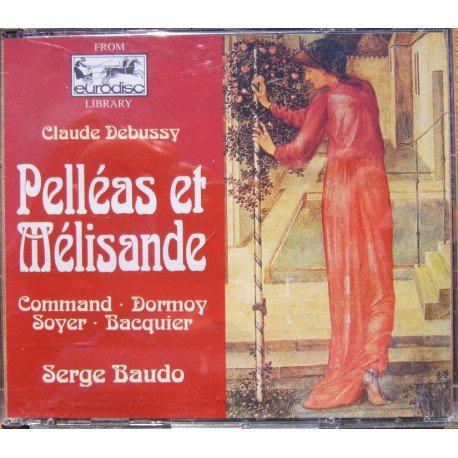 FROM
eurodisc
LIBRARY
Claude Debussy
Pelléas et
Mélisande
Command · Dormoy
Soyer · Bacquier
Serge Baudo